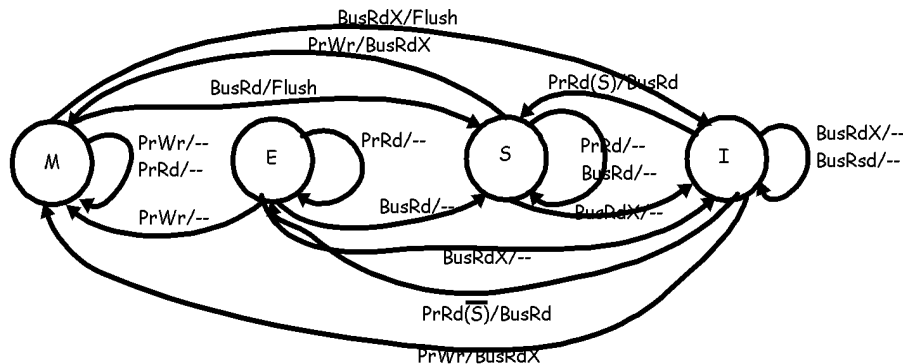 BusRdX/Flush
PrWr/BusRdX
BusRd/Flush
PrRd(S)/BusRd
M
PrWr/--
PrRd/--
E
PrRd/--
S
PrRd/--
BusRd/--
I
BusRdX/--
BusRsd/--
PrWr/--
BusRd/--
BusRdX/--
BusRdX/--
PrRd(S̅)/BusRd
PrWr/BusRdX